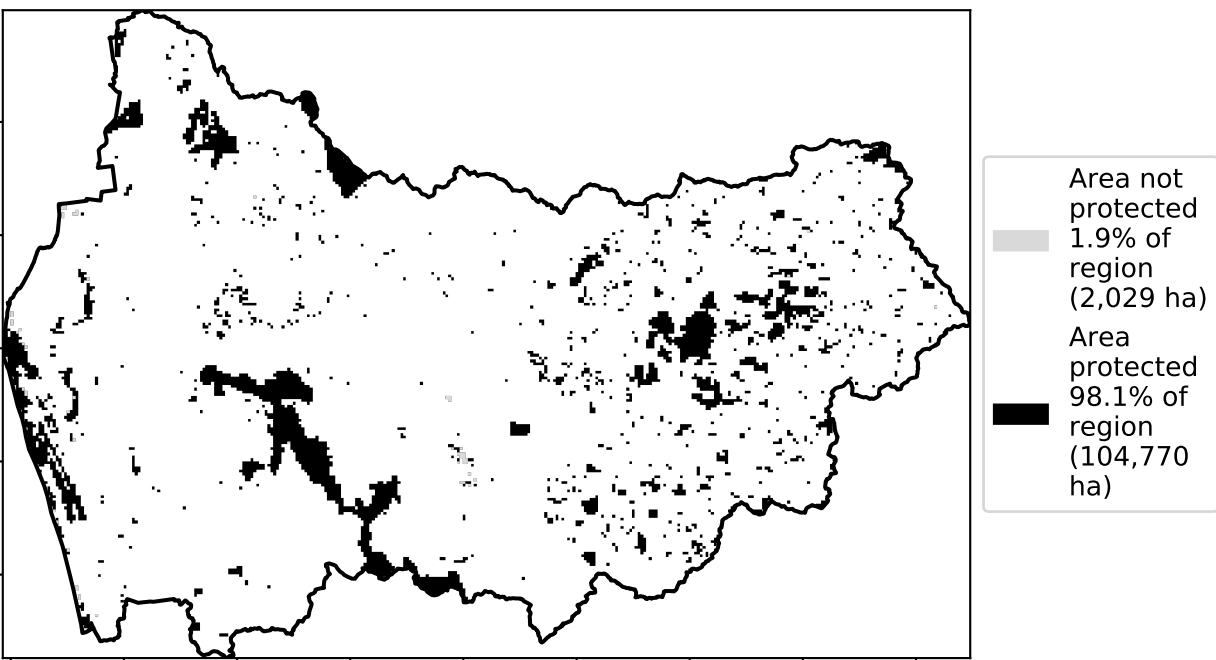 Area not
protected
1.9% of
region
(2,029 ha)
Area
protected
98.1% of
region
(104,770
ha)